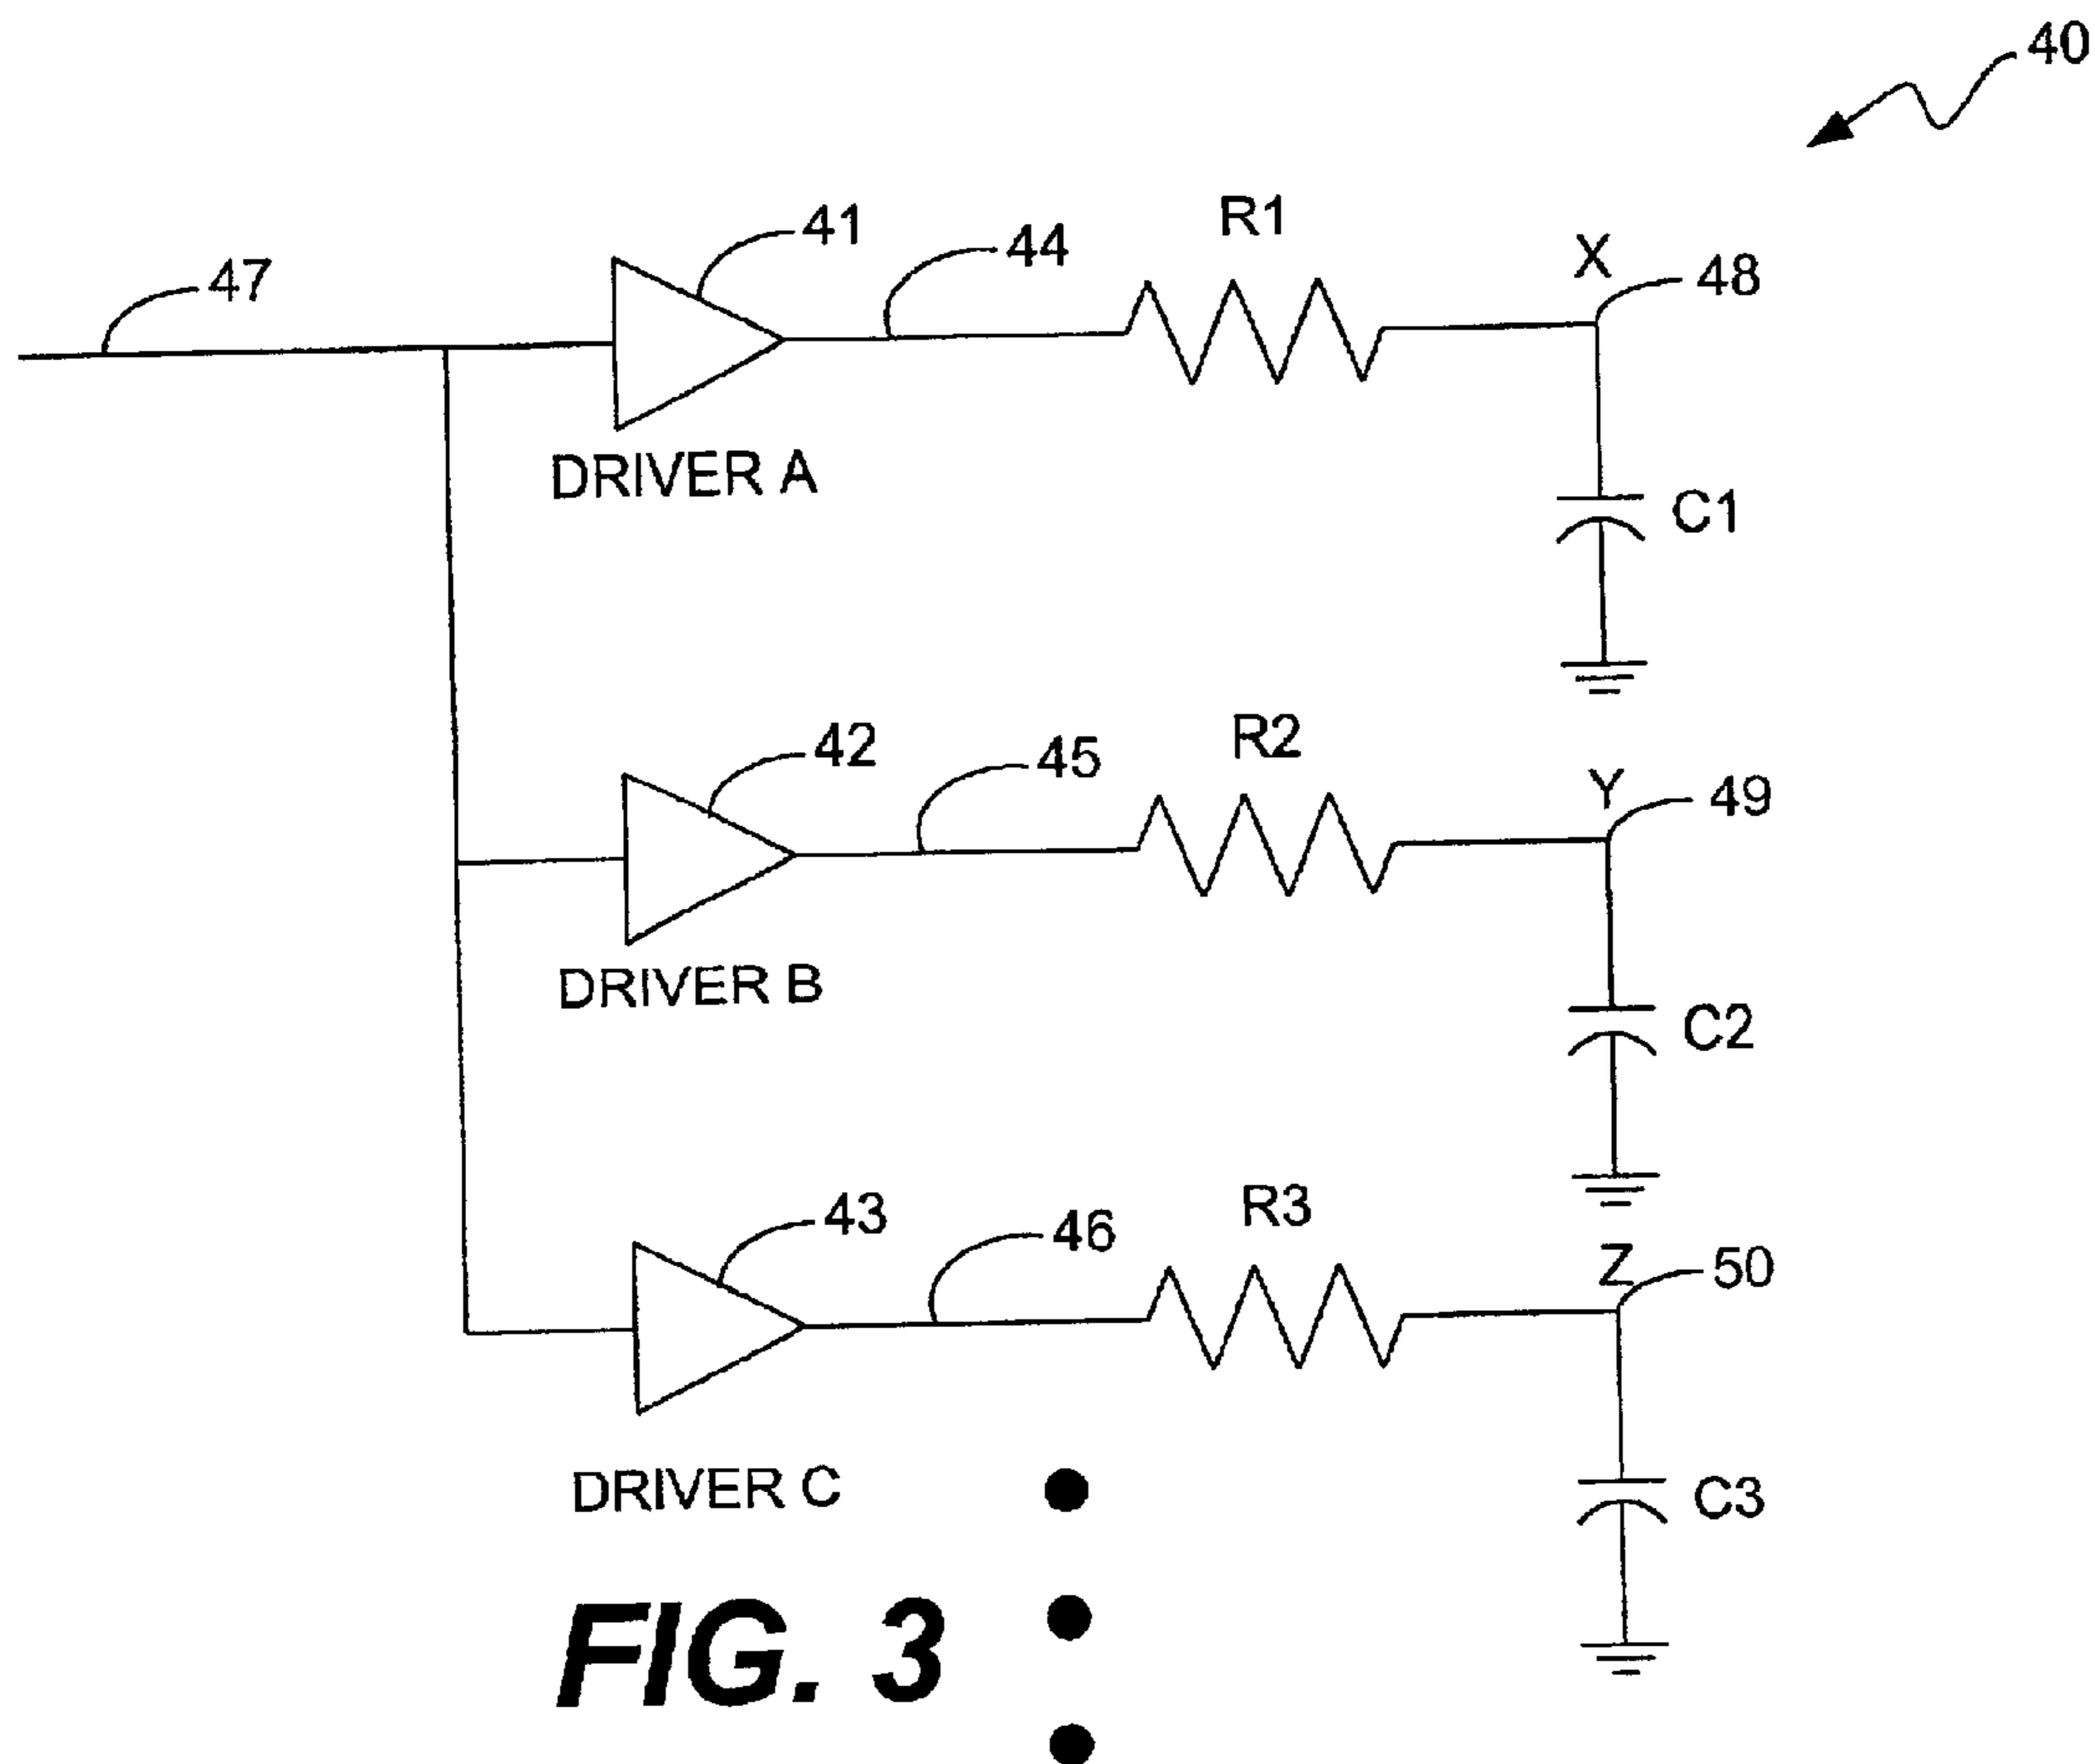 40
R1
41
44
X
48
47
DRIVER A
C1
R2
42
45
Y
49
DRIVER B
C2
R3
43
46
Z
50
DRIVER C
C3
FIG. 3